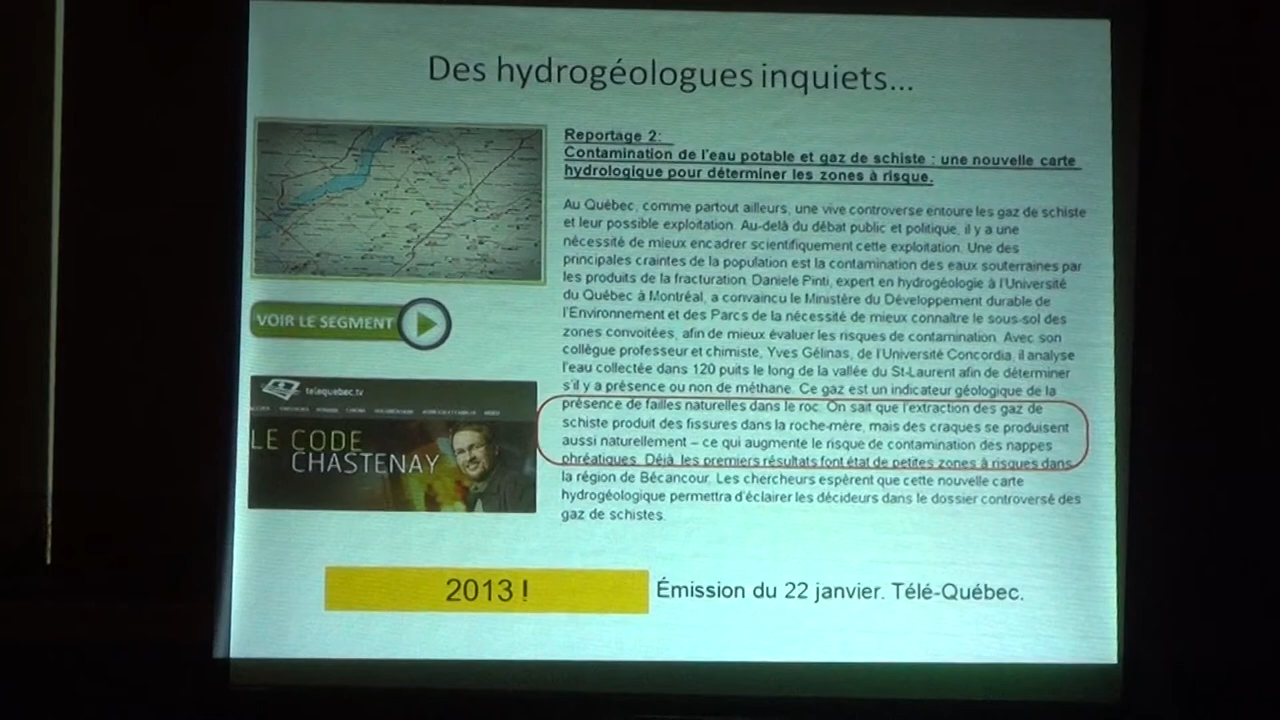 Des hydrogéologues inquiets...
Reportage 2:
Contamination de l'eau potable et gaz de schiste : une nouvelle carte
hydrologique pour déterminer les zones à risque.
Au Québec, comme partout ailleurs, une vive controverse entoure les gaz de schiste
et leur possible exploitation. Au-delà du débat public et politique, il y a une
nécessité de mieux encadrer scientifiquement cette exploitation. Une des
principales craintes de la population est la contamination des eaux souterraines par
les produits de la fracturation. Daniele Pinti, expert en hydrogéologie à l'Université
du Québec à Montréal, a convaincu le Ministère du Développement durable de
l'Environnement et des Parcs de la nécessité de mieux connaître le sous-sol des
zones convoitées, afin de mieux évaluer les risques de contamination. Avec son
collègue professeur et chimiste, Yves Gélinas, de l'Université Concordia, il analyse
l'eau collectée dans 120 puits le long de la vallée du St-Laurent afin de déterminer
s'il y a présence ou non de méthane. Ce gaz est un indicateur géologique de la
présence de failles naturelles dans le roc. On sait que l'extraction des gaz de
schiste produit des fissures dans la roche-mère, mais des craques se produisent
aussi naturellement – ce qui augmente le risque de contamination des nappes
phréatiques. Déjà, les premiers résultats font état de petites zones à risques dans
la région de Bécancour. Les chercheurs espèrent que cette nouvelle carte
hydrogéologique permettra d'éclairer les décideurs dans le dossier controversé des
gaz de schistes.
VOIR LE SEGMENT
telequebec.tv
LE CODE
CHASTENAY
2013 !
Émission du 22 janvier. Télé-Québec.